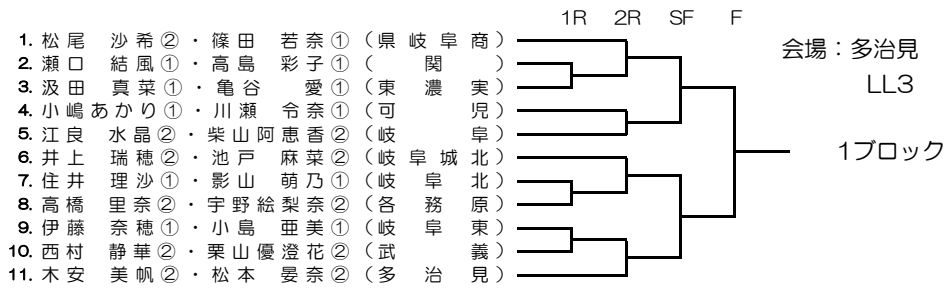 1R 2R SF F
1. 松尾 沙希②・篠田 若奈①（県岐阜商）
2. 瀬口 結風①・高島 彩子①（関）
3. 汲田 真菜①・亀谷 愛①（東濃実）
4. 小嶋あかり①・川瀬 令奈①（可児）
5. 江良 水晶②・柴山阿恵香②（岐阜）
6. 井上 瑞穂②・池戸 麻菜②（岐阜城北）
7. 住井 理沙①・影山 萌乃①（岐阜北）
8. 高橋 里奈②・宇野絵梨奈②（各務原）
9. 伊藤 奈穂①・小島 亜美①（岐阜東）
10. 西村 静華②・栗山優澄花②（武義）
11. 木安 美帆②・松本 晏奈②（多治見）
会場：多治見
LL3
1ブロック